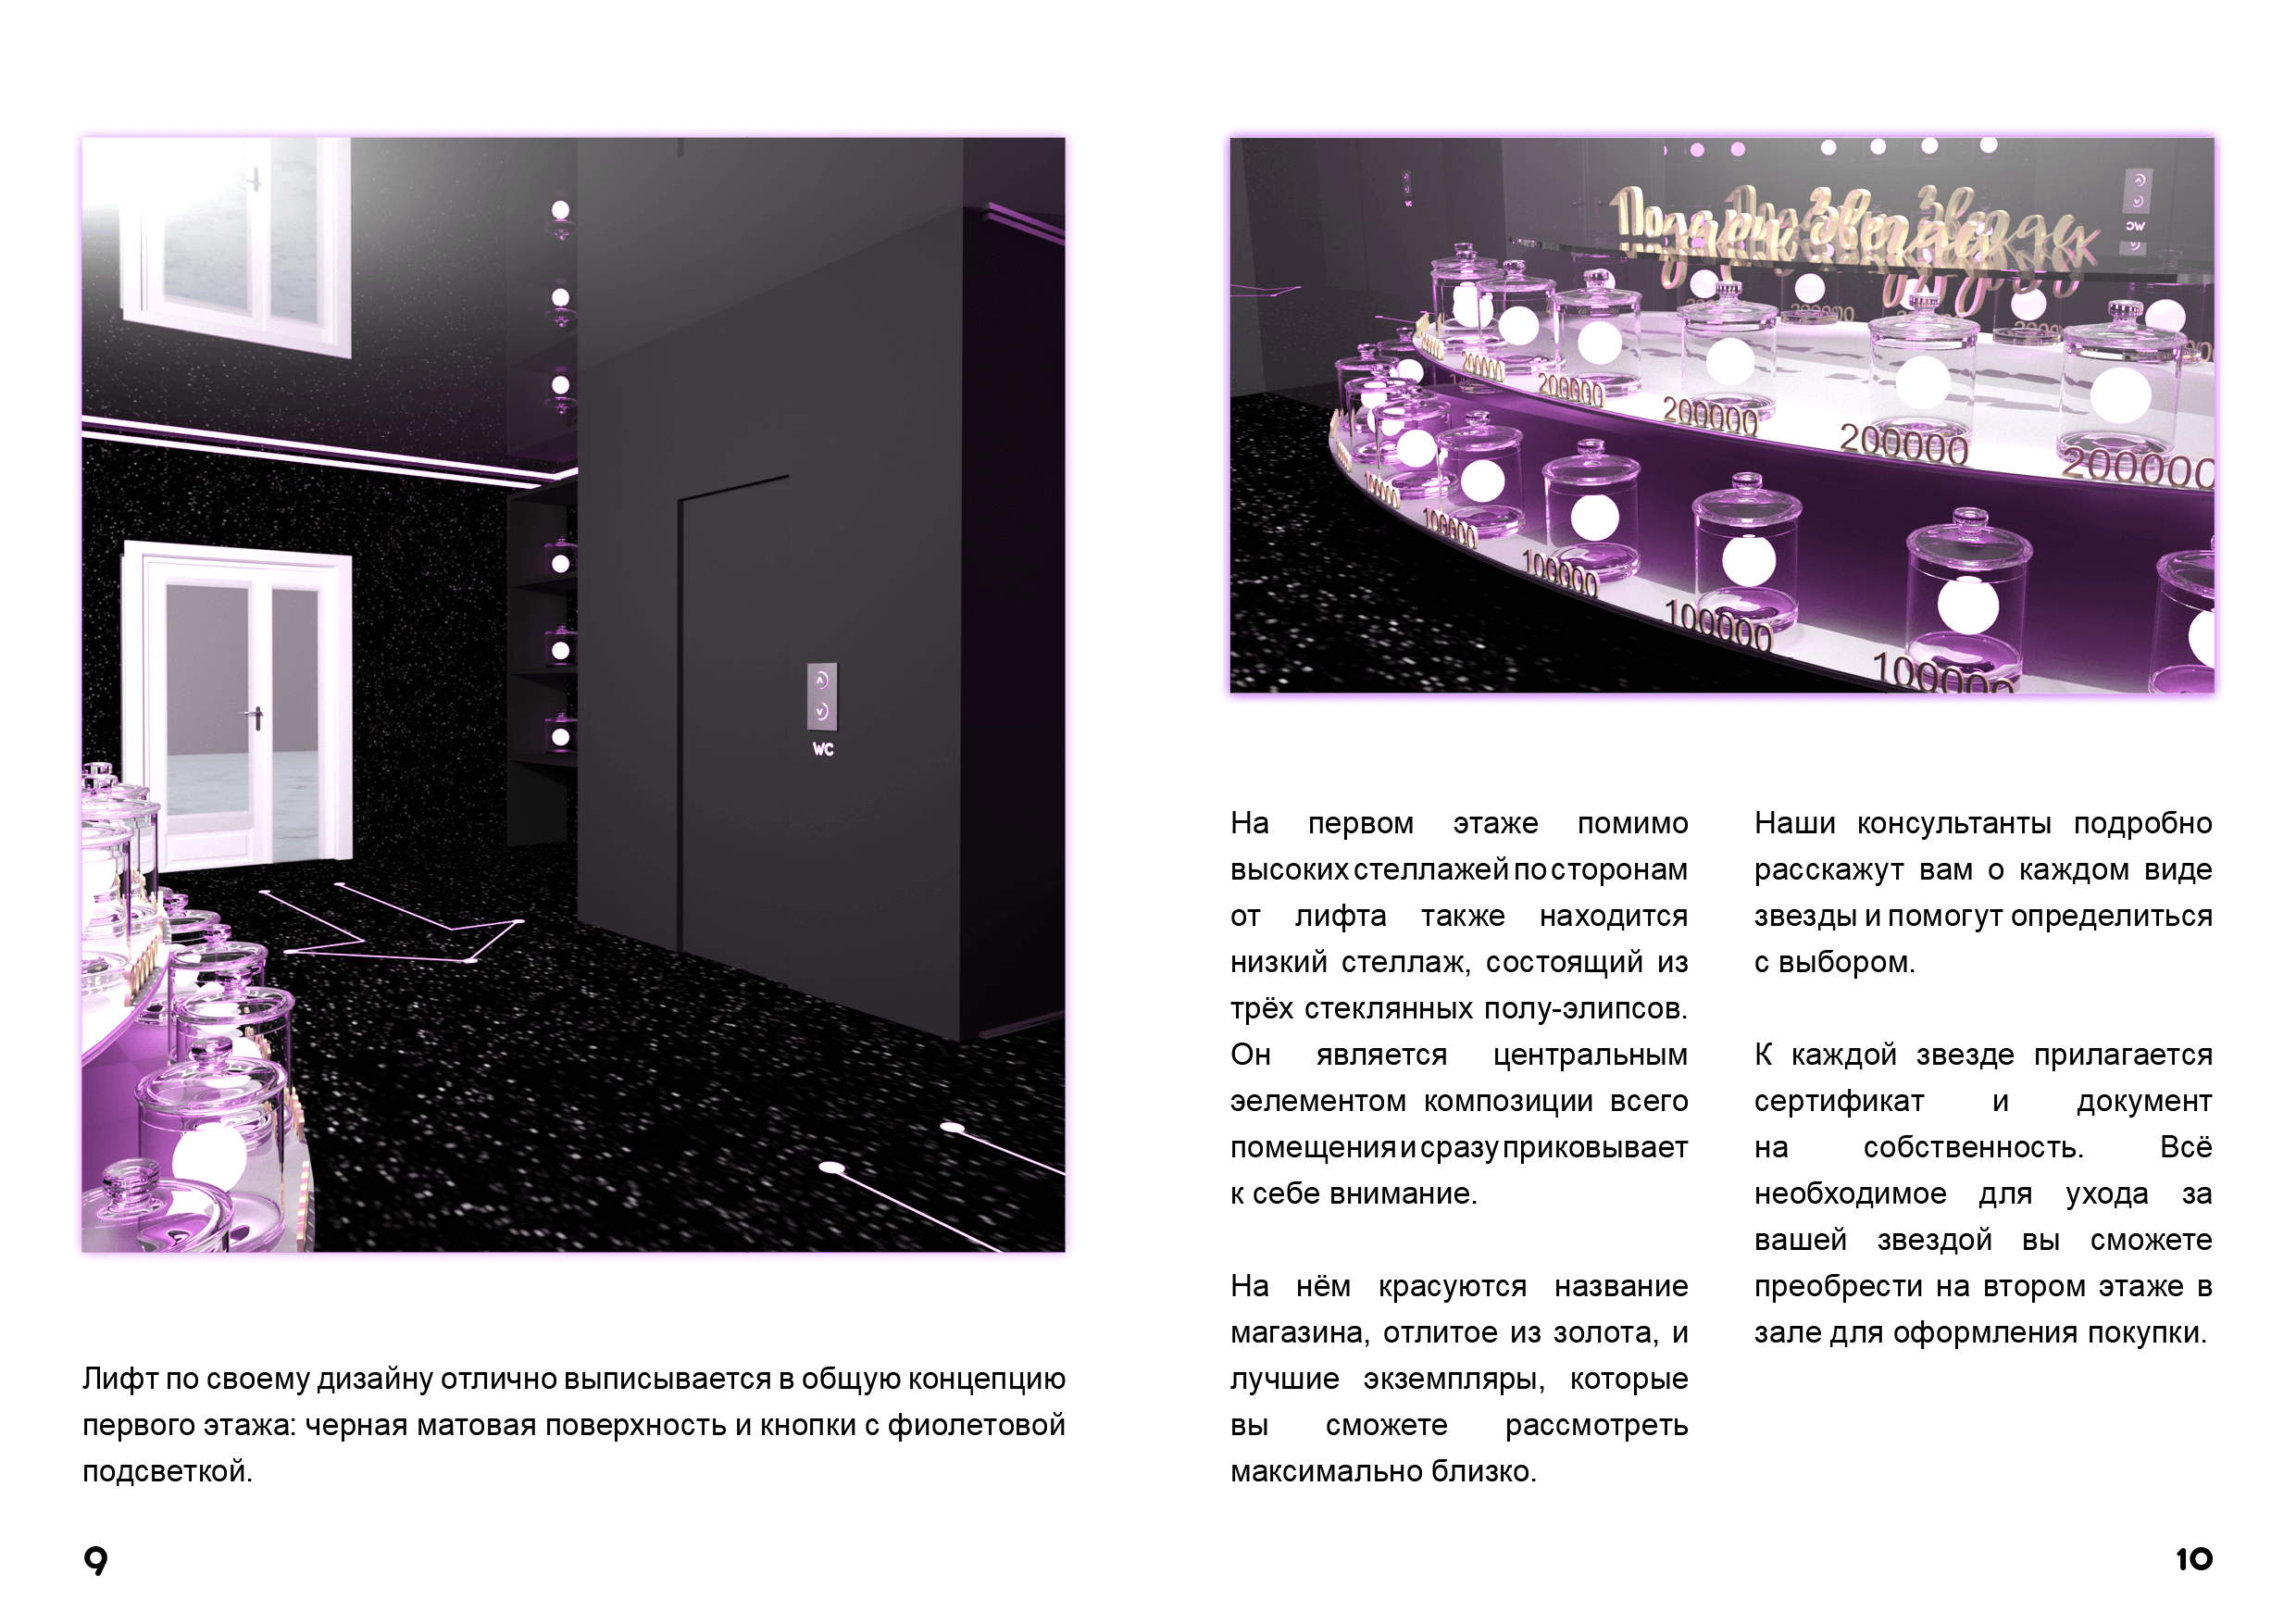 WC
Лифт по своему дизайну отлично выписывается в общую концепцию
первого этажа: черная матовая поверхность и кнопки с фиолетовой
подсветкой.
9
WC
200000
200000
200000
200000
200000
100000
100000
100000
100000
100000
На первом этаже помимо
высоких стеллажей по сторонам
от лифта также находится
низкий стеллаж, состоящий из
трёх стеклянных полу-элипсов.
Он является центральным
эелементом композиции всего
помещения и сразу приковывает
к себе внимание.
На нём красуются название
магазина, отлитое из золота, и
лучшие экземпляры, которые
вы сможете рассмотреть
максимально близко.
Наши консультанты подробно
расскажут вам о каждом виде
звезды и помогут определиться
с выбором.
К каждой звезде прилагается
сертификат и документ
на собственность. Всё
необходимое для ухода за
вашей звездой вы сможете
преобрести на втором этаже в
зале для оформления покупки.
10